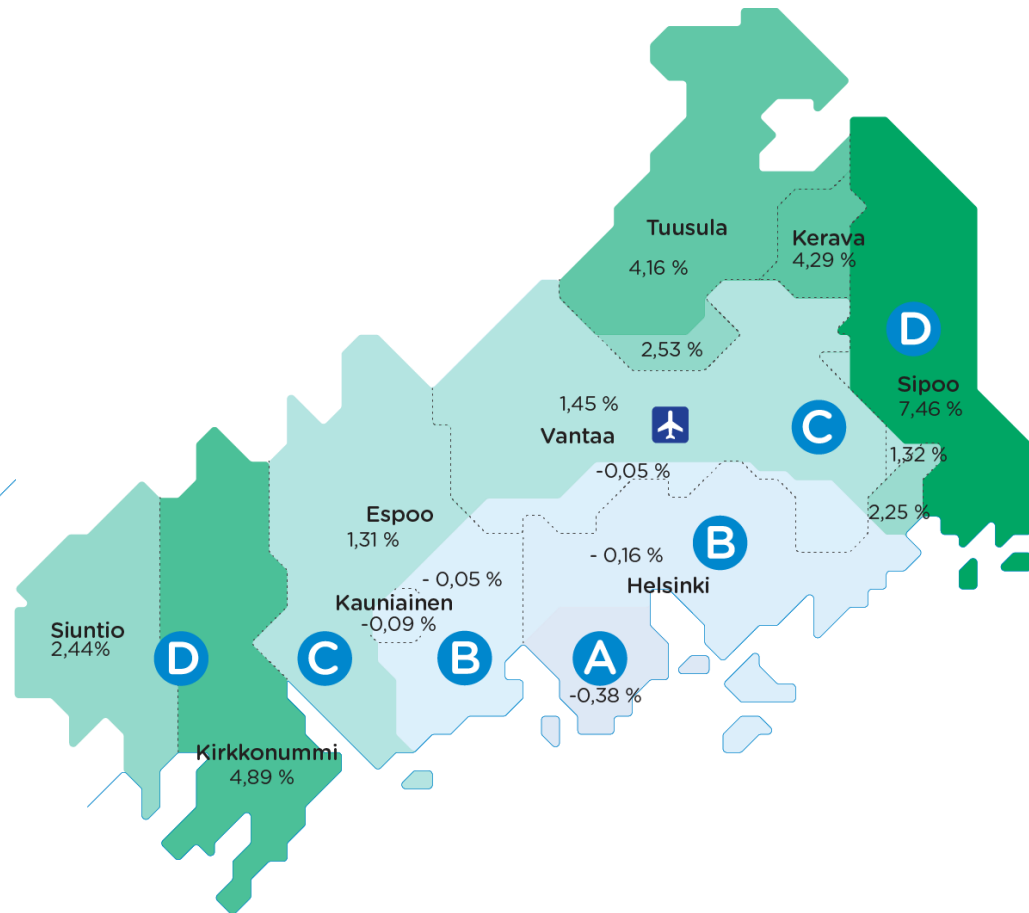 Tuusula
4,16 %
Kerava
4,29 %
D
2,53 %
Sipoo
7,46 %
1,45 %
Vantaa
C
-0,05 %
1,32 %
2,25 %
Espoo
1,31 %
B
- 0,16 %
Helsinki
- 0,05 %
Kauniainen
-0,09 %
Siuntio
2,44%
D
C
B
A
-0,38 %
Kirkkonummi
4,89 %